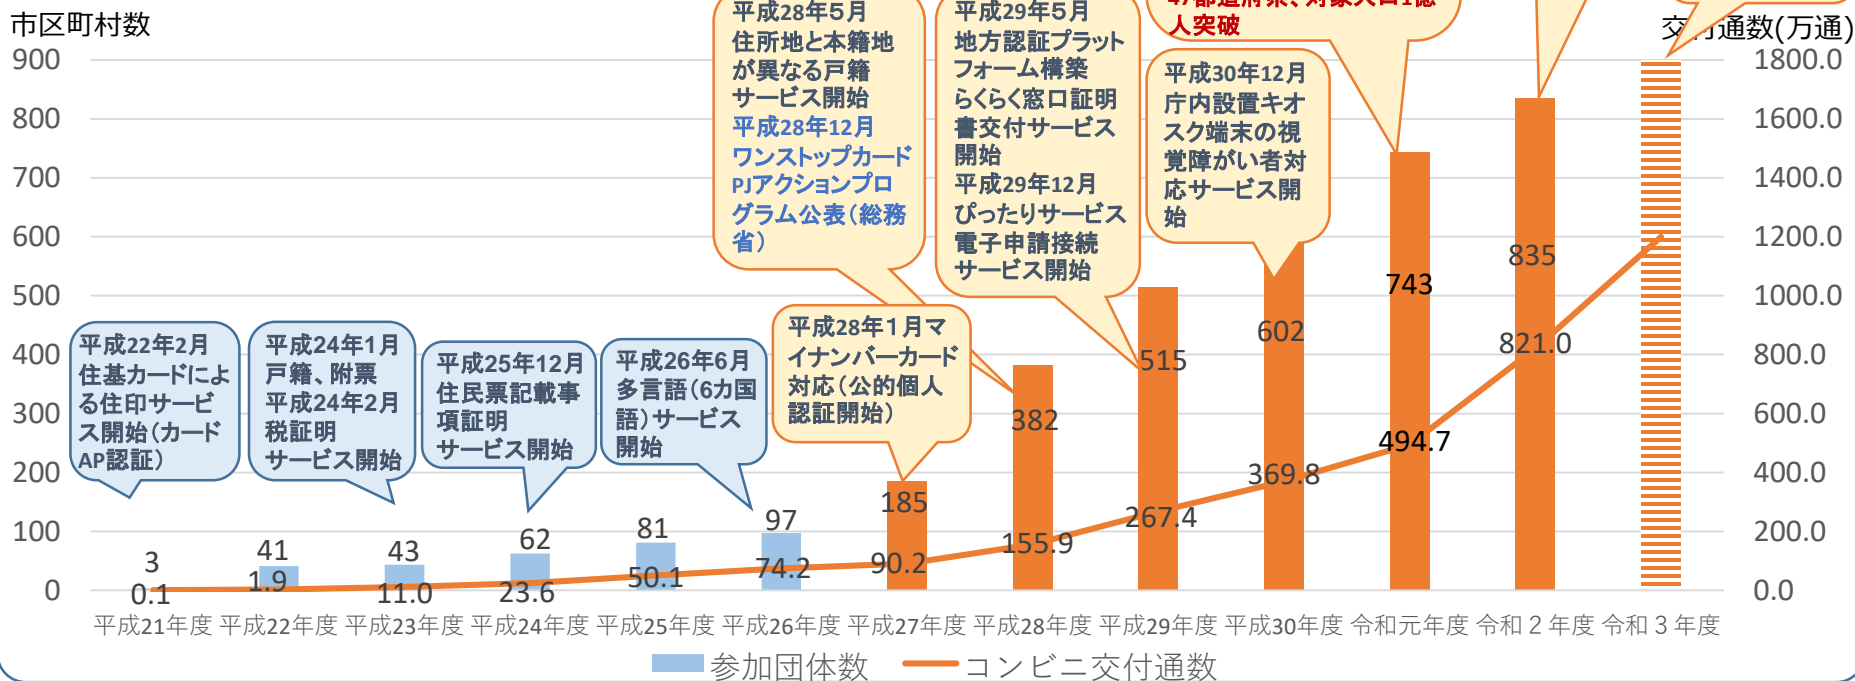 市区町村数
交付通数(万通)
47都道府県、対象人口1億
人突破
平成28年5月
住所地と本籍地
が異なる戸籍
サービス開始
平成28年12月
ワンストップカード
PJアクションプロ
グラム公表（総務
省）
平成29年５月
地方認証プラット
フォーム構築
らくらく窓口証明
書交付サービス
開始
平成29年12月
ぴったりサービス
電子申請接続
サービス開始
平成30年12月
庁内設置キオ
スク端末の視
覚障がい者対
応サービス開
始
平成22年2月
住基カードによ
る住印サービ
ス開始（カード
AP認証）
平成24年1月
戸籍、附票
平成24年2月
税証明
サービス開始
平成25年12月
住民票記載事
項証明
サービス開始
平成26年6月
多言語（6カ国
語）サービス
開始
平成28年１月マ
イナンバーカード
対応（公的個人
認証開始）
900
800
700
600
500
400
300
200
100
0
1800.0
1600.0
1400.0
1200.0
1000.0
800.0
600.0
400.0
200.0
0.0
3
41
43
62
81
97
185
382
515
602
743
835
0.1
1.9
11.0
23.6
50.1
74.2
90.2
155.9
267.4
369.8
494.7
821.0
平成21年度 平成22年度 平成23年度 平成24年度 平成25年度 平成26年度 平成27年度 平成28年度 平成29年度 平成30年度 令和元年度 令和２年度 令和３年度
参加団体数 コンビニ交付通数